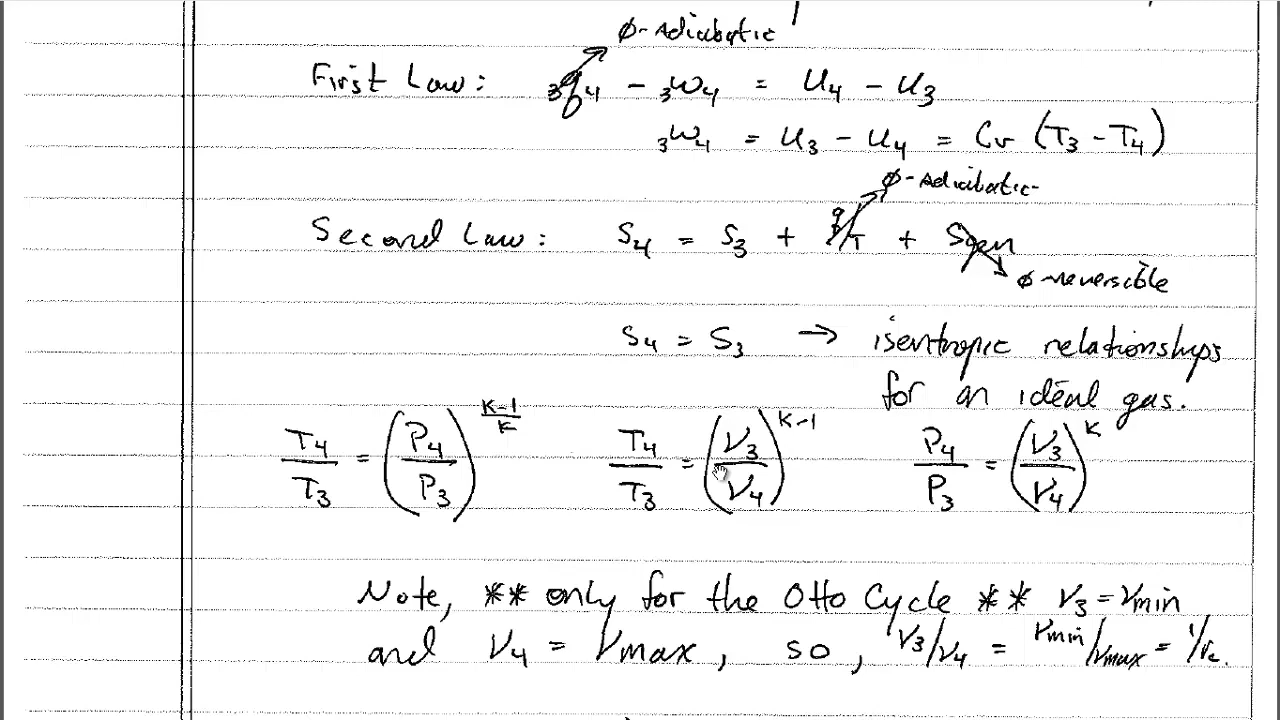 ϕ-adiabatic
First Law: ₃q₄ - ₃w₄ = u₄ - u₃
₃w₄ = u₃ - u₄ = Cv (T₃ - T₄)
ϕ-adiabatic
Second Law: S₄ = S₃ + q/T + Sgen
ϕ-reversible
S₄ = S₃ → isentropic relationships
for an ideal gas.
T₄/T₃ = (P₄/P₃)^((K-1)/K) T₄/T₃ = (V₃/V₄)^(K-1) P₄/P₃ = (V₃/V₄)^K
Note, ** only for the Otto Cycle ** V₃ = Vmin
and V₄ = Vmax, so, V₃/V₄ = Vmin/Vmax = 1/rc.